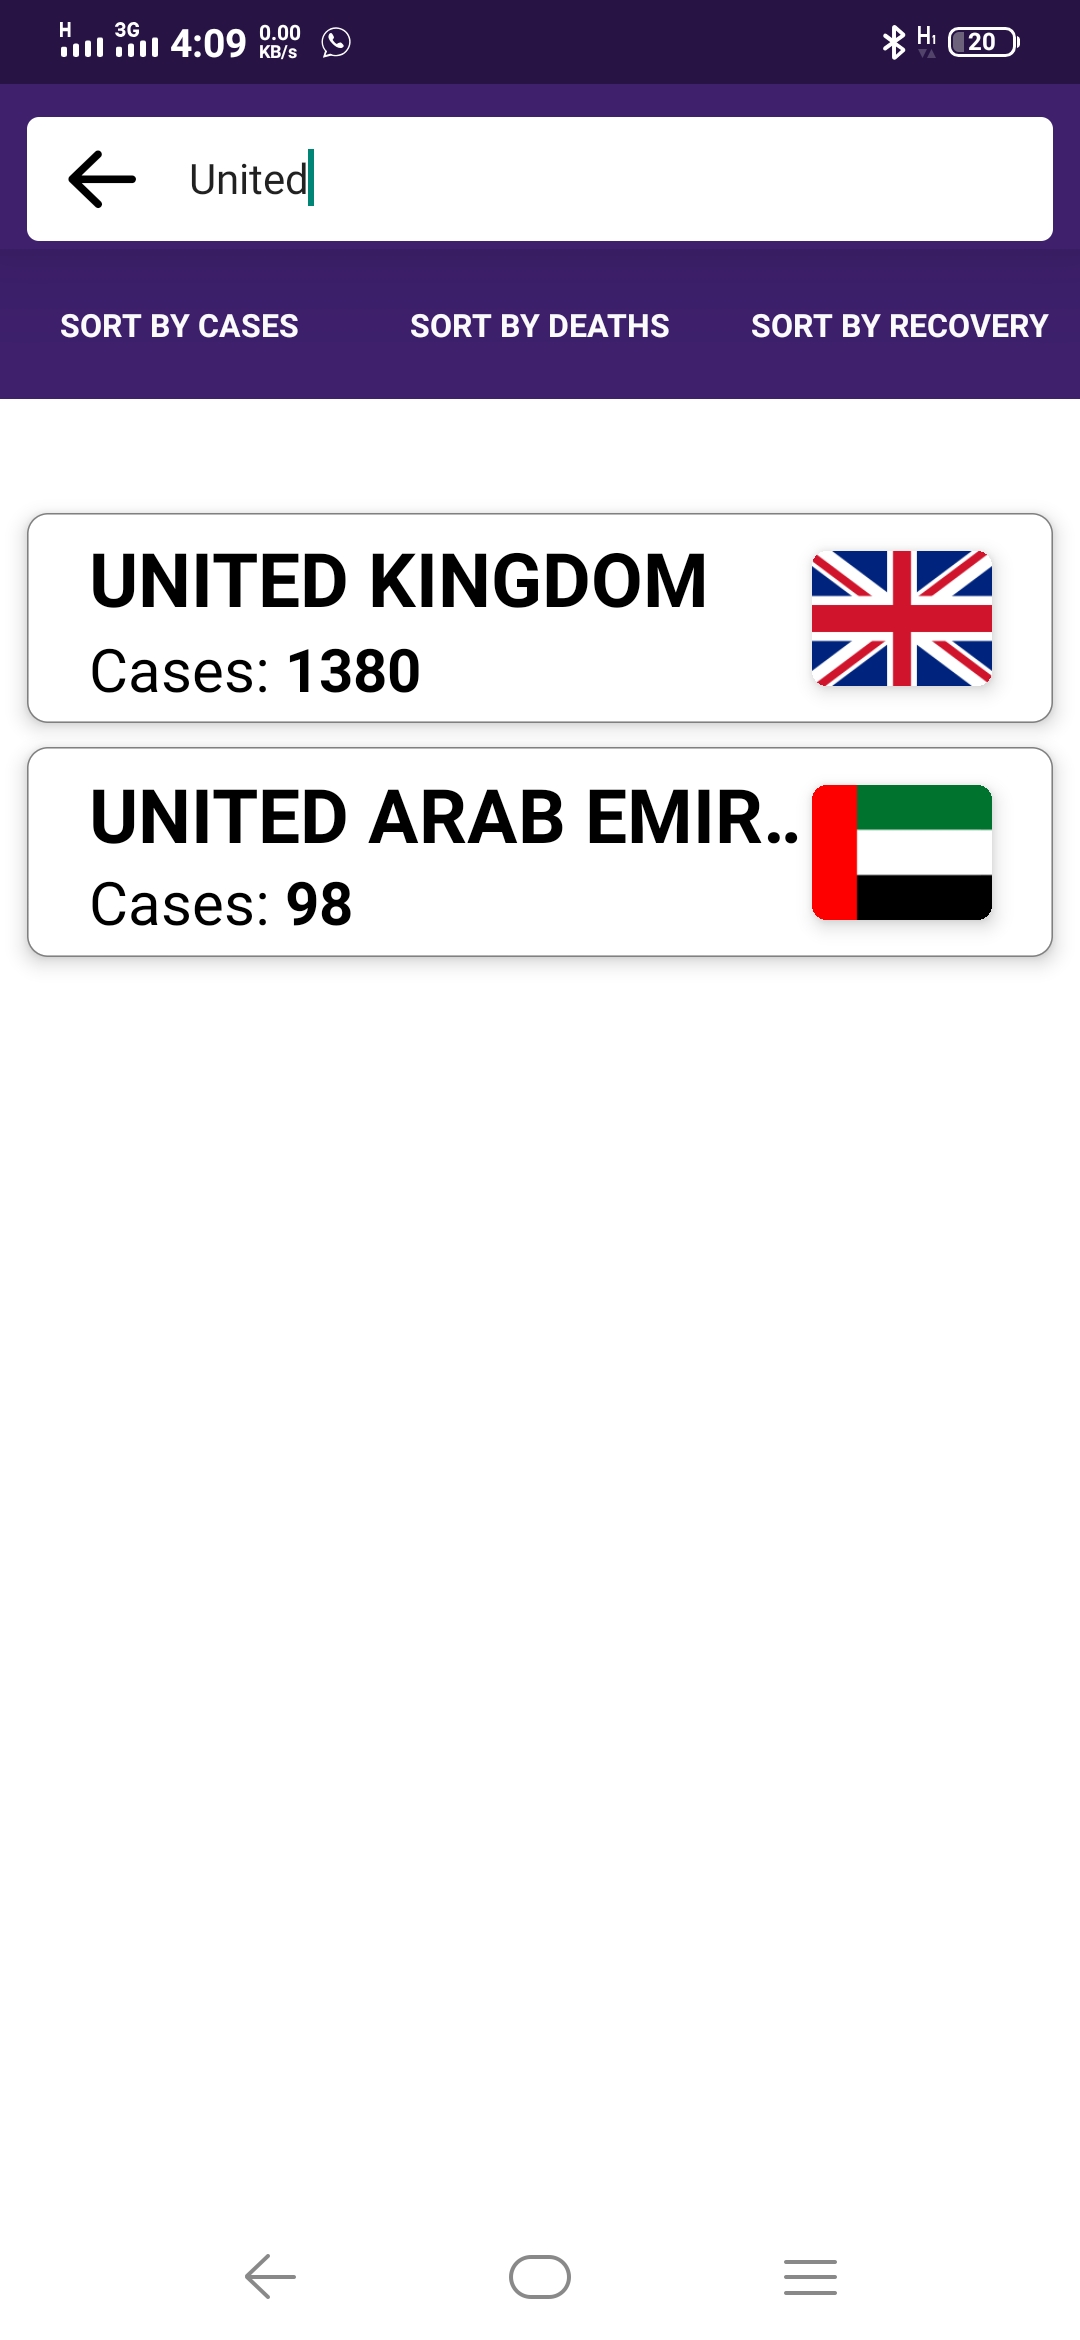 H 3G 4:09 0.00 KB/s H1 20
United
SORT BY CASES SORT BY DEATHS SORT BY RECOVERY
UNITED KINGDOM
Cases: 1380
UNITED ARAB EMIR..
Cases: 98